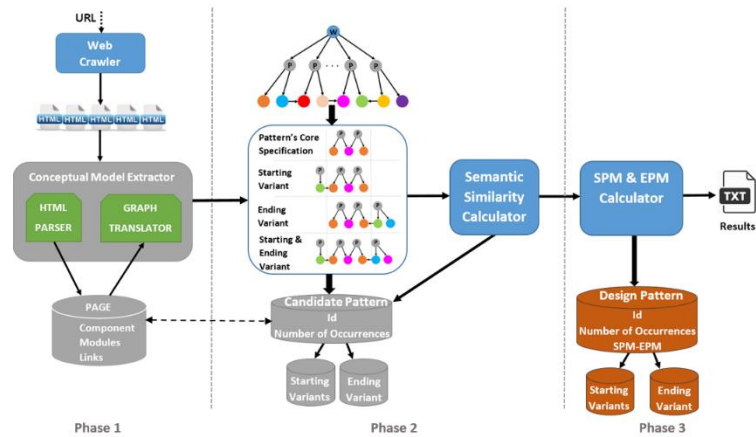 URL
Web
Crawler
HTML HTML HTML HTML HTML
Conceptual Model Extractor
HTML
PARSER
GRAPH
TRANSLATOR
PAGE
Component
Modules
Links
Phase 1
W
P P P P
Pattern's Core
Specification
P P
Starting
Variant
P P P
Ending
Variant
P P P
Starting &
Ending
Variant
P P P P
Candidate Pattern
Id
Number of Occurrences
Starting
Variants
Ending
Variant
Phase 2
Semantic
Similarity
Calculator
SPM & EPM
Calculator
TXT
Results
Design Pattern
Id
Number of Occurrences
SPM-EPM
Starting
Variants
Ending
Variant
Phase 3